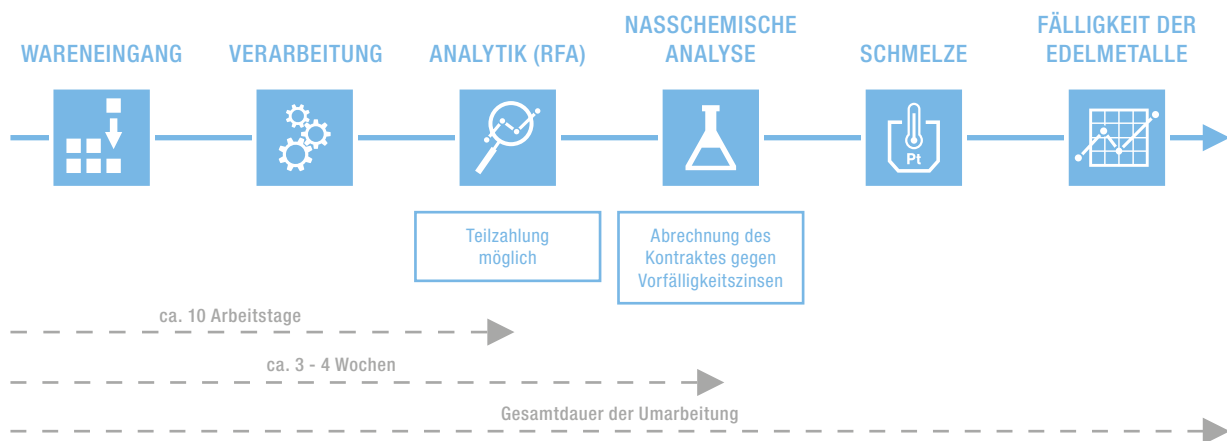 WARENEINGANG
VERARBEITUNG
ANALYTIK (RFA)
NASSCHEMISCHE
ANALYSE
SCHMELZE
FÄLLIGKEIT DER
EDELMETALLE
Pt
Teilzahlung
möglich
Abrechnung des
Kontraktes gegen
Vorfälligkeitszinsen
ca. 10 Arbeitstage
ca. 3 - 4 Wochen
Gesamtdauer der Umarbeitung